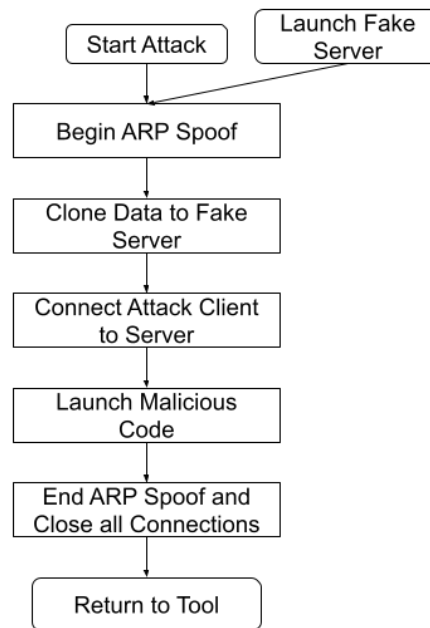 Start Attack
Launch Fake
Server
Begin ARP Spoof
Clone Data to Fake
Server
Connect Attack Client
to Server
Launch Malicious
Code
End ARP Spoof and
Close all Connections
Return to Tool